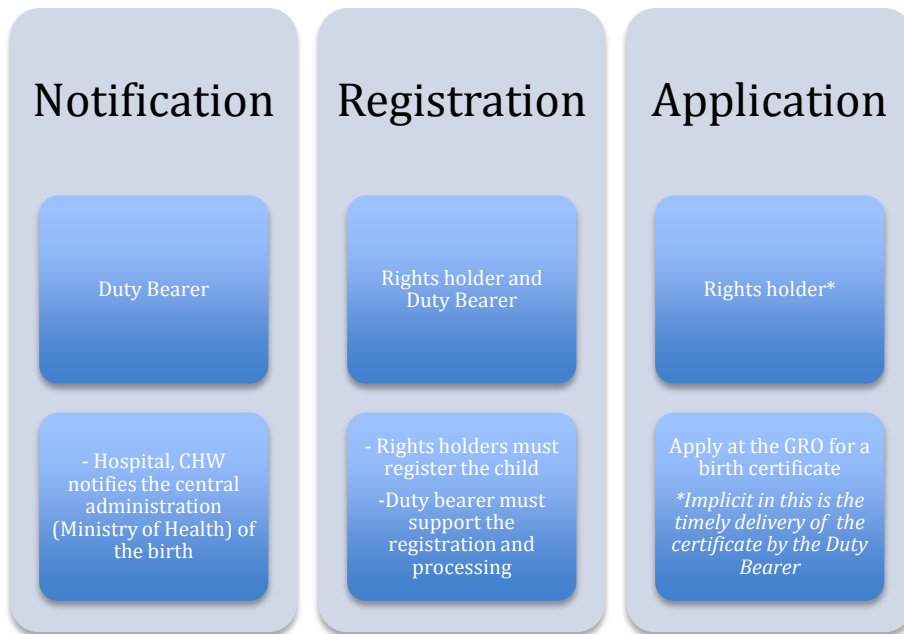 Notification
Duty Bearer
- Hospital, CHW
notifies the central
administration
(Ministry of Health) of
the birth
Registration
Rights holder and
Duty Bearer
- Rights holders must
register the child
-Duty bearer must
support the
registration and
processing
Application
Rights holder*
Apply at the GRO for a
birth certificate
*Implicit in this is the
timely delivery of the
certificate by the Duty
Bearer